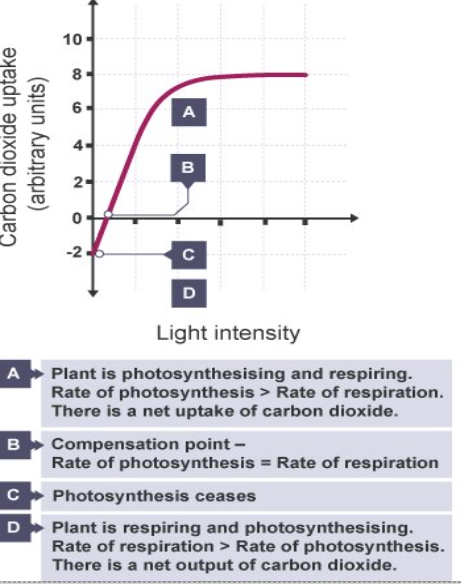 Carbon dioxide uptake
(arbitrary units)
10
8
6
4
2
0
-2
A
B
C
D
Light intensity
A
Plant is photosynthesising and respiring.
Rate of photosynthesis > Rate of respiration.
There is a net uptake of carbon dioxide.
B
Compensation point –
Rate of photosynthesis = Rate of respiration
C
Photosynthesis ceases
D
Plant is respiring and photosynthesising.
Rate of respiration > Rate of photosynthesis.
There is a net output of carbon dioxide.